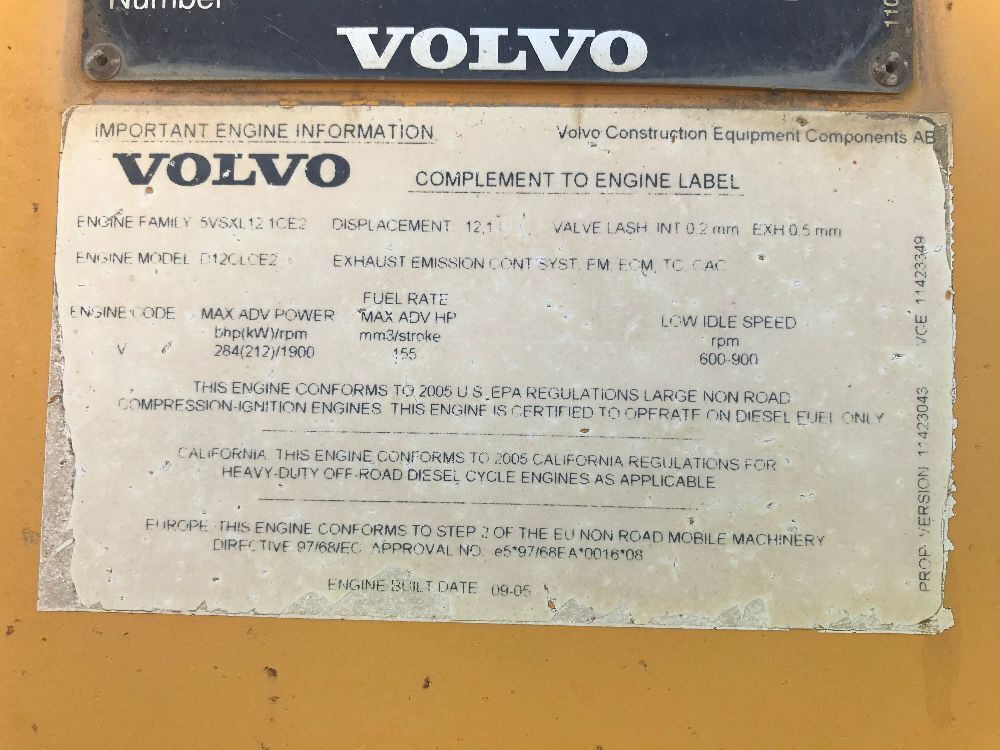 Number
110
VOLVO
IMPORTANT ENGINE INFORMATION
Volvo Construction Equipment Components AB
VOLVO
COMPLEMENT TO ENGINE LABEL
ENGINE FAMILY 5VSXL12.1CE2 DISPLACEMENT 12,1 VALVE LASH INT 0.2 mm EXH 0.5 mm
ENGINE MODEL D12CLCE2 EXHAUST EMISSION CONT SYST. EM, ECM, TC, CAC
FUEL RATE
ENGINE CODE MAX ADV POWER MAX ADV HP LOW IDLE SPEED
bhp(kW)/rpm mm3/stroke rpm
V 284(212)/1900 155 600-900
THIS ENGINE CONFORMS TO 2005 U.S. EPA REGULATIONS LARGE NON ROAD
COMPRESSION-IGNITION ENGINES. THIS ENGINE IS CERTIFIED TO OPERATE ON DIESEL FUEL ONLY
CALIFORNIA: THIS ENGINE CONFORMS TO 2005 CALIFORNIA REGULATIONS FOR
HEAVY-DUTY OFF-ROAD DIESEL CYCLE ENGINES AS APPLICABLE
EUROPE: THIS ENGINE CONFORMS TO STEP 2 OF THE EU NON ROAD MOBILE MACHINERY
DIRECTIVE 97/68/EC. APPROVAL NO. e5*97/68EA*0016*08
ENGINE BUILT DATE 09-05
PROP. VERSION 11423043 VCE 11423349